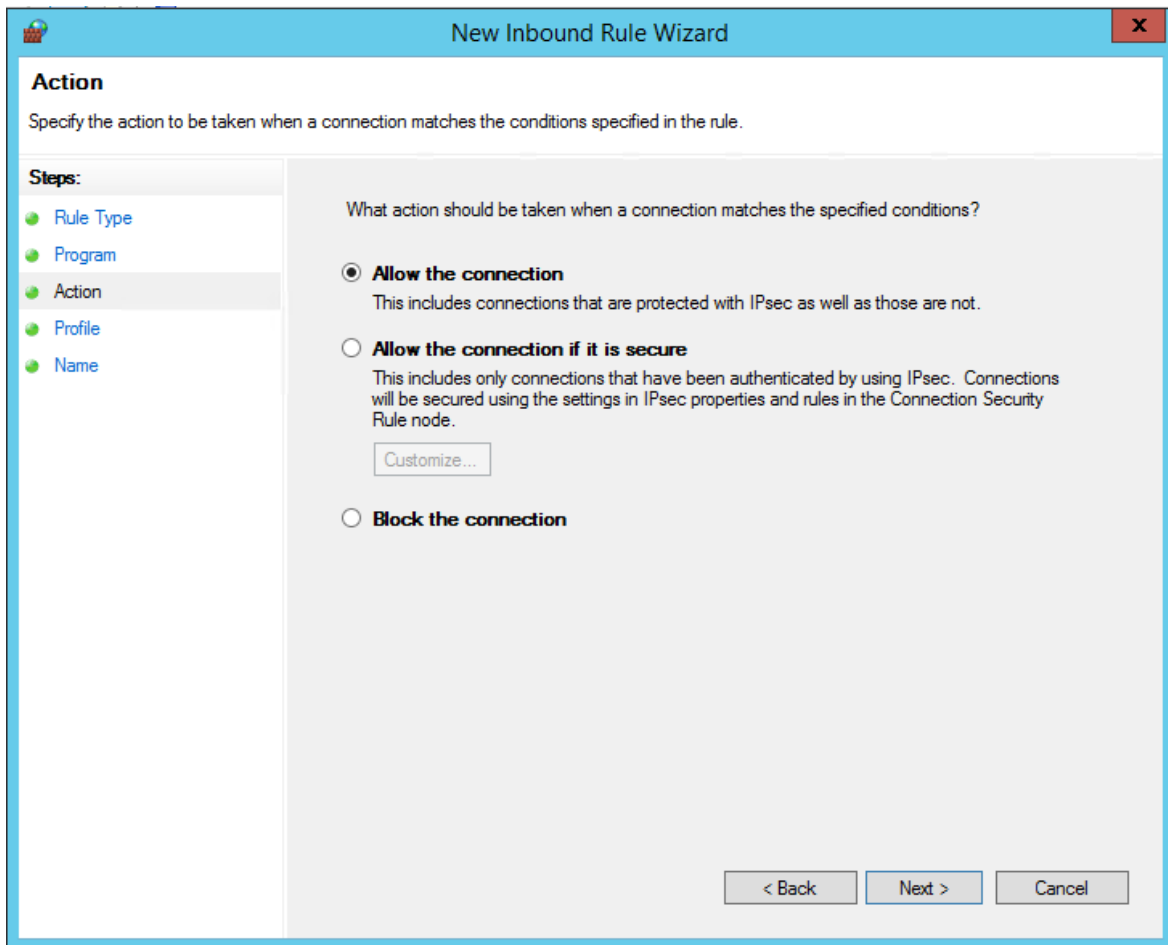 New Inbound Rule Wizard
x
Action
Specify the action to be taken when a connection matches the conditions specified in the rule.
Steps:
Rule Type
Program
Action
Profile
Name
What action should be taken when a connection matches the specified conditions?
Allow the connection
This includes connections that are protected with IPsec as well as those are not.
Allow the connection if it is secure
This includes only connections that have been authenticated by using IPsec. Connections
will be secured using the settings in IPsec properties and rules in the Connection Security
Rule node.
Customize...
Block the connection
< Back
Next >
Cancel